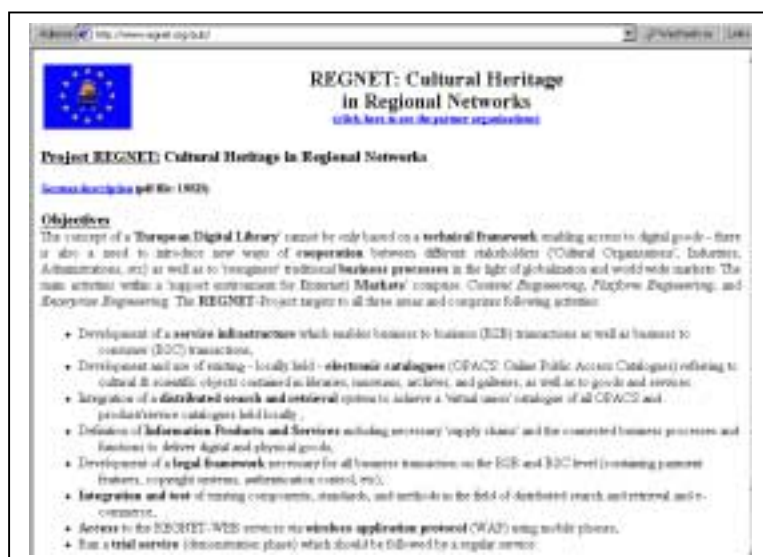 REGNET: Cultural Heritage
in Regional Networks
(click here to see the partner organisations)
Project REGNET: Cultural Heritage in Regional Networks
(pdf file:
Objectives
The concept of a 'European Digital Library' cannot be only based on a technical framework enabling access to digital goods - there
is also a need to introduce new ways of cooperation between different stakeholders ('Cultural Organisations', Industries,
Administrations, etc) as well as to 'reengineer' traditional business processes in the light of globalisation and world wide markets. The
main activities within a 'support environment for Markets' comprise Content Engineering, Platform Engineering, and
Enterprise Engineering. The REGNET-Project targets to all three areas and comprises following activities:
• Development of a service infrastructure which enables business to business (B2B) transactions as well as business to
consumer (B2C) transactions,
• Development and use of existing - locally held - electronic catalogues (OPACS: Online Public Access Catalogues) referring to
cultural & scientific objects contained in libraries, museums, archives, and galleries, as well as to goods and services
• Integration of a distributed search and retrieval system to achieve a 'virtual union' catalogue of all OPACS and
product/service catalogues held locally,
• Definition of Information Products and Services including necessary 'supply chains' and the connected business processes and
functions to deliver digital and physical goods,
• Development of a legal framework necessary for all business transaction on the B2B and B2C level (containing payment
features, copyright systems, authentication control, etc),
• Integration and test of existing components, standards, and methods in the field of distributed search and retrieval and e-
commerce,
• Access to the REGNET-WEB services via wireless application protocol (WAP) using mobile phones,
• Run a trial service (demonstration phase) which should be followed by a regular service.